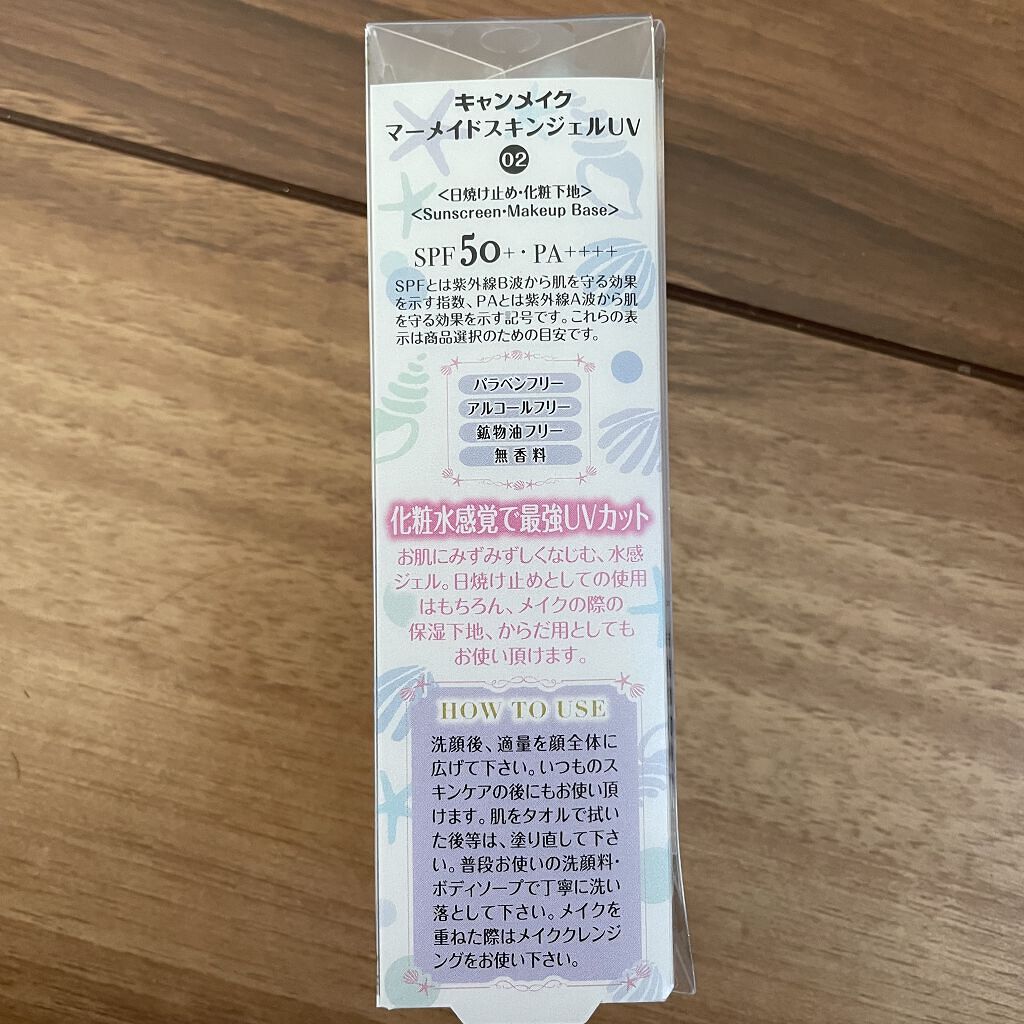 キャンメイク
マーメイドスキンジェルUV
02
<日焼け止め・化粧下地>
<Sunscreen・Makeup Base>
SPF50+・PA++++
SPFとは紫外線B波から肌を守る効果
を示す指数、PAとは紫外線A波から肌
を守る効果を示す記号です。これらの表
示は商品選択のための目安です。
パラベンフリー
アルコールフリー
鉱物油フリー
無香料
化粧水感覚で最強UVカット
お肌にみずみずしくなじむ、水感
ジェル。日焼け止めとしての使用
はもちろん、メイクの際の
保湿下地、からだ用としても
お使い頂けます。
HOW TO USE
洗顔後、適量を顔全体に
広げて下さい。いつものス
キンケアの後にもお使い頂
けます。肌をタオルで拭い
た後等は、塗り直して下さ
い。普段お使いの洗顔料・
ボディソープで丁寧に洗い
落として下さい。メイクを
重ねた際はメイククレンジ
ングをお使い下さい。